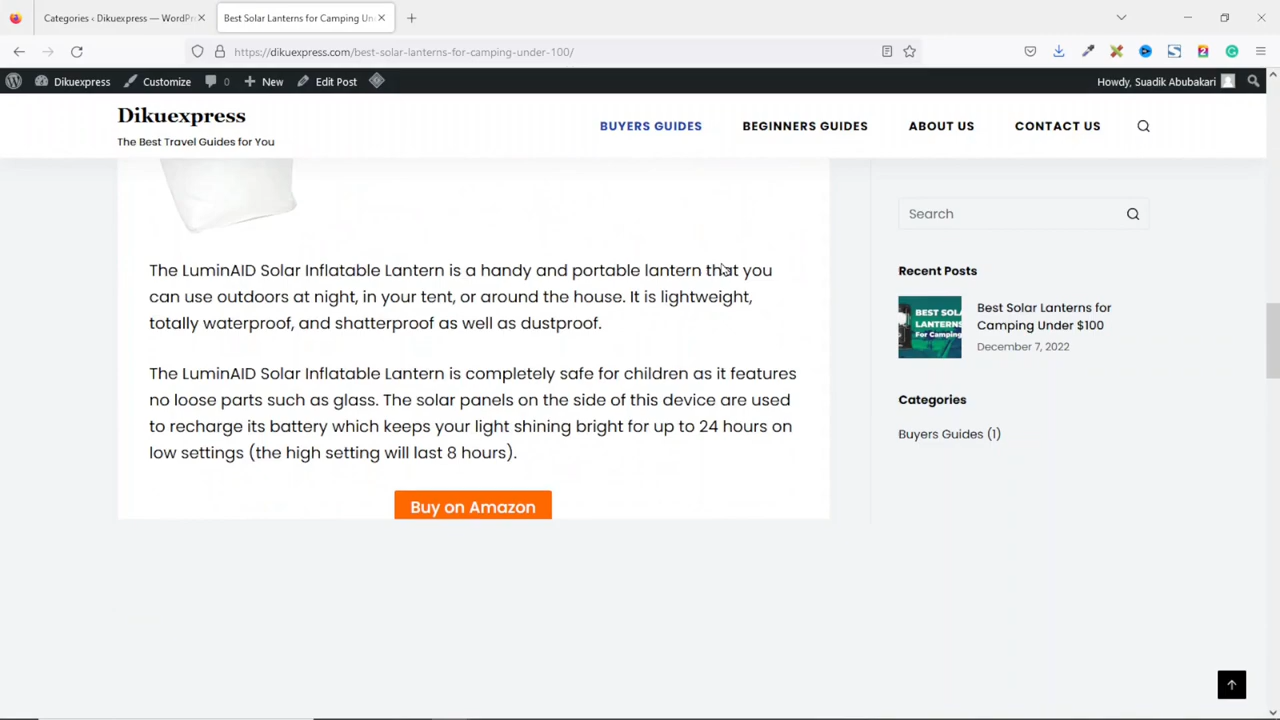 Categories ‹ Dikuexpress — WordPr
Best Solar Lanterns for Camping Un
https://dikuexpress.com/best-solar-lanterns-for-camping-under-100/
Dikuexpress
Customize
0
New
Edit Post
Howdy, Suadik Abubakari
Dikuexpress
The Best Travel Guides for You
BUYERS GUIDES
BEGINNERS GUIDES
ABOUT US
CONTACT US
The LuminAID Solar Inflatable Lantern is a handy and portable lantern that you
can use outdoors at night, in your tent, or around the house. It is lightweight,
totally waterproof, and shatterproof as well as dustproof.
The LuminAID Solar Inflatable Lantern is completely safe for children as it features
no loose parts such as glass. The solar panels on the side of this device are used
to recharge its battery which keeps your light shining bright for up to 24 hours on
low settings (the high setting will last 8 hours).
Buy on Amazon
Search
Recent Posts
BEST SOLA
LANTERNS
For Camping
Best Solar Lanterns for
Camping Under $100
December 7, 2022
Categories
Buyers Guides (1)